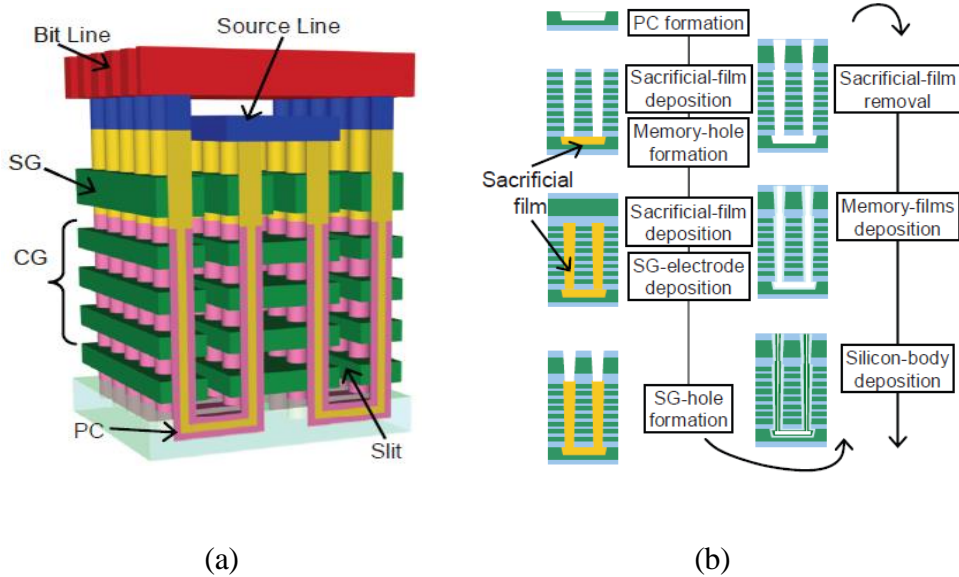 Source Line
Bit Line
SG
CG
PC
Slit
(a)
PC formation
Sacrificial-film
deposition
Memory-hole
formation
Sacrificial
film
Sacrificial-film
deposition
SG-electrode
deposition
SG-hole
formation
Sacrificial-film
removal
Memory-films
deposition
Silicon-body
deposition
(b)